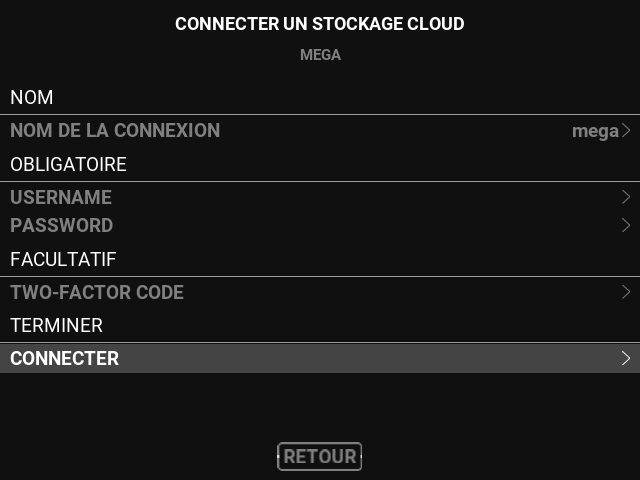 CONNECTER UN STOCKAGE CLOUD
MEGA
NOM
NOM DE LA CONNEXION mega
OBLIGATOIRE
USERNAME
PASSWORD
FACULTATIF
TWO-FACTOR CODE
TERMINER
CONNECTER
RETOUR